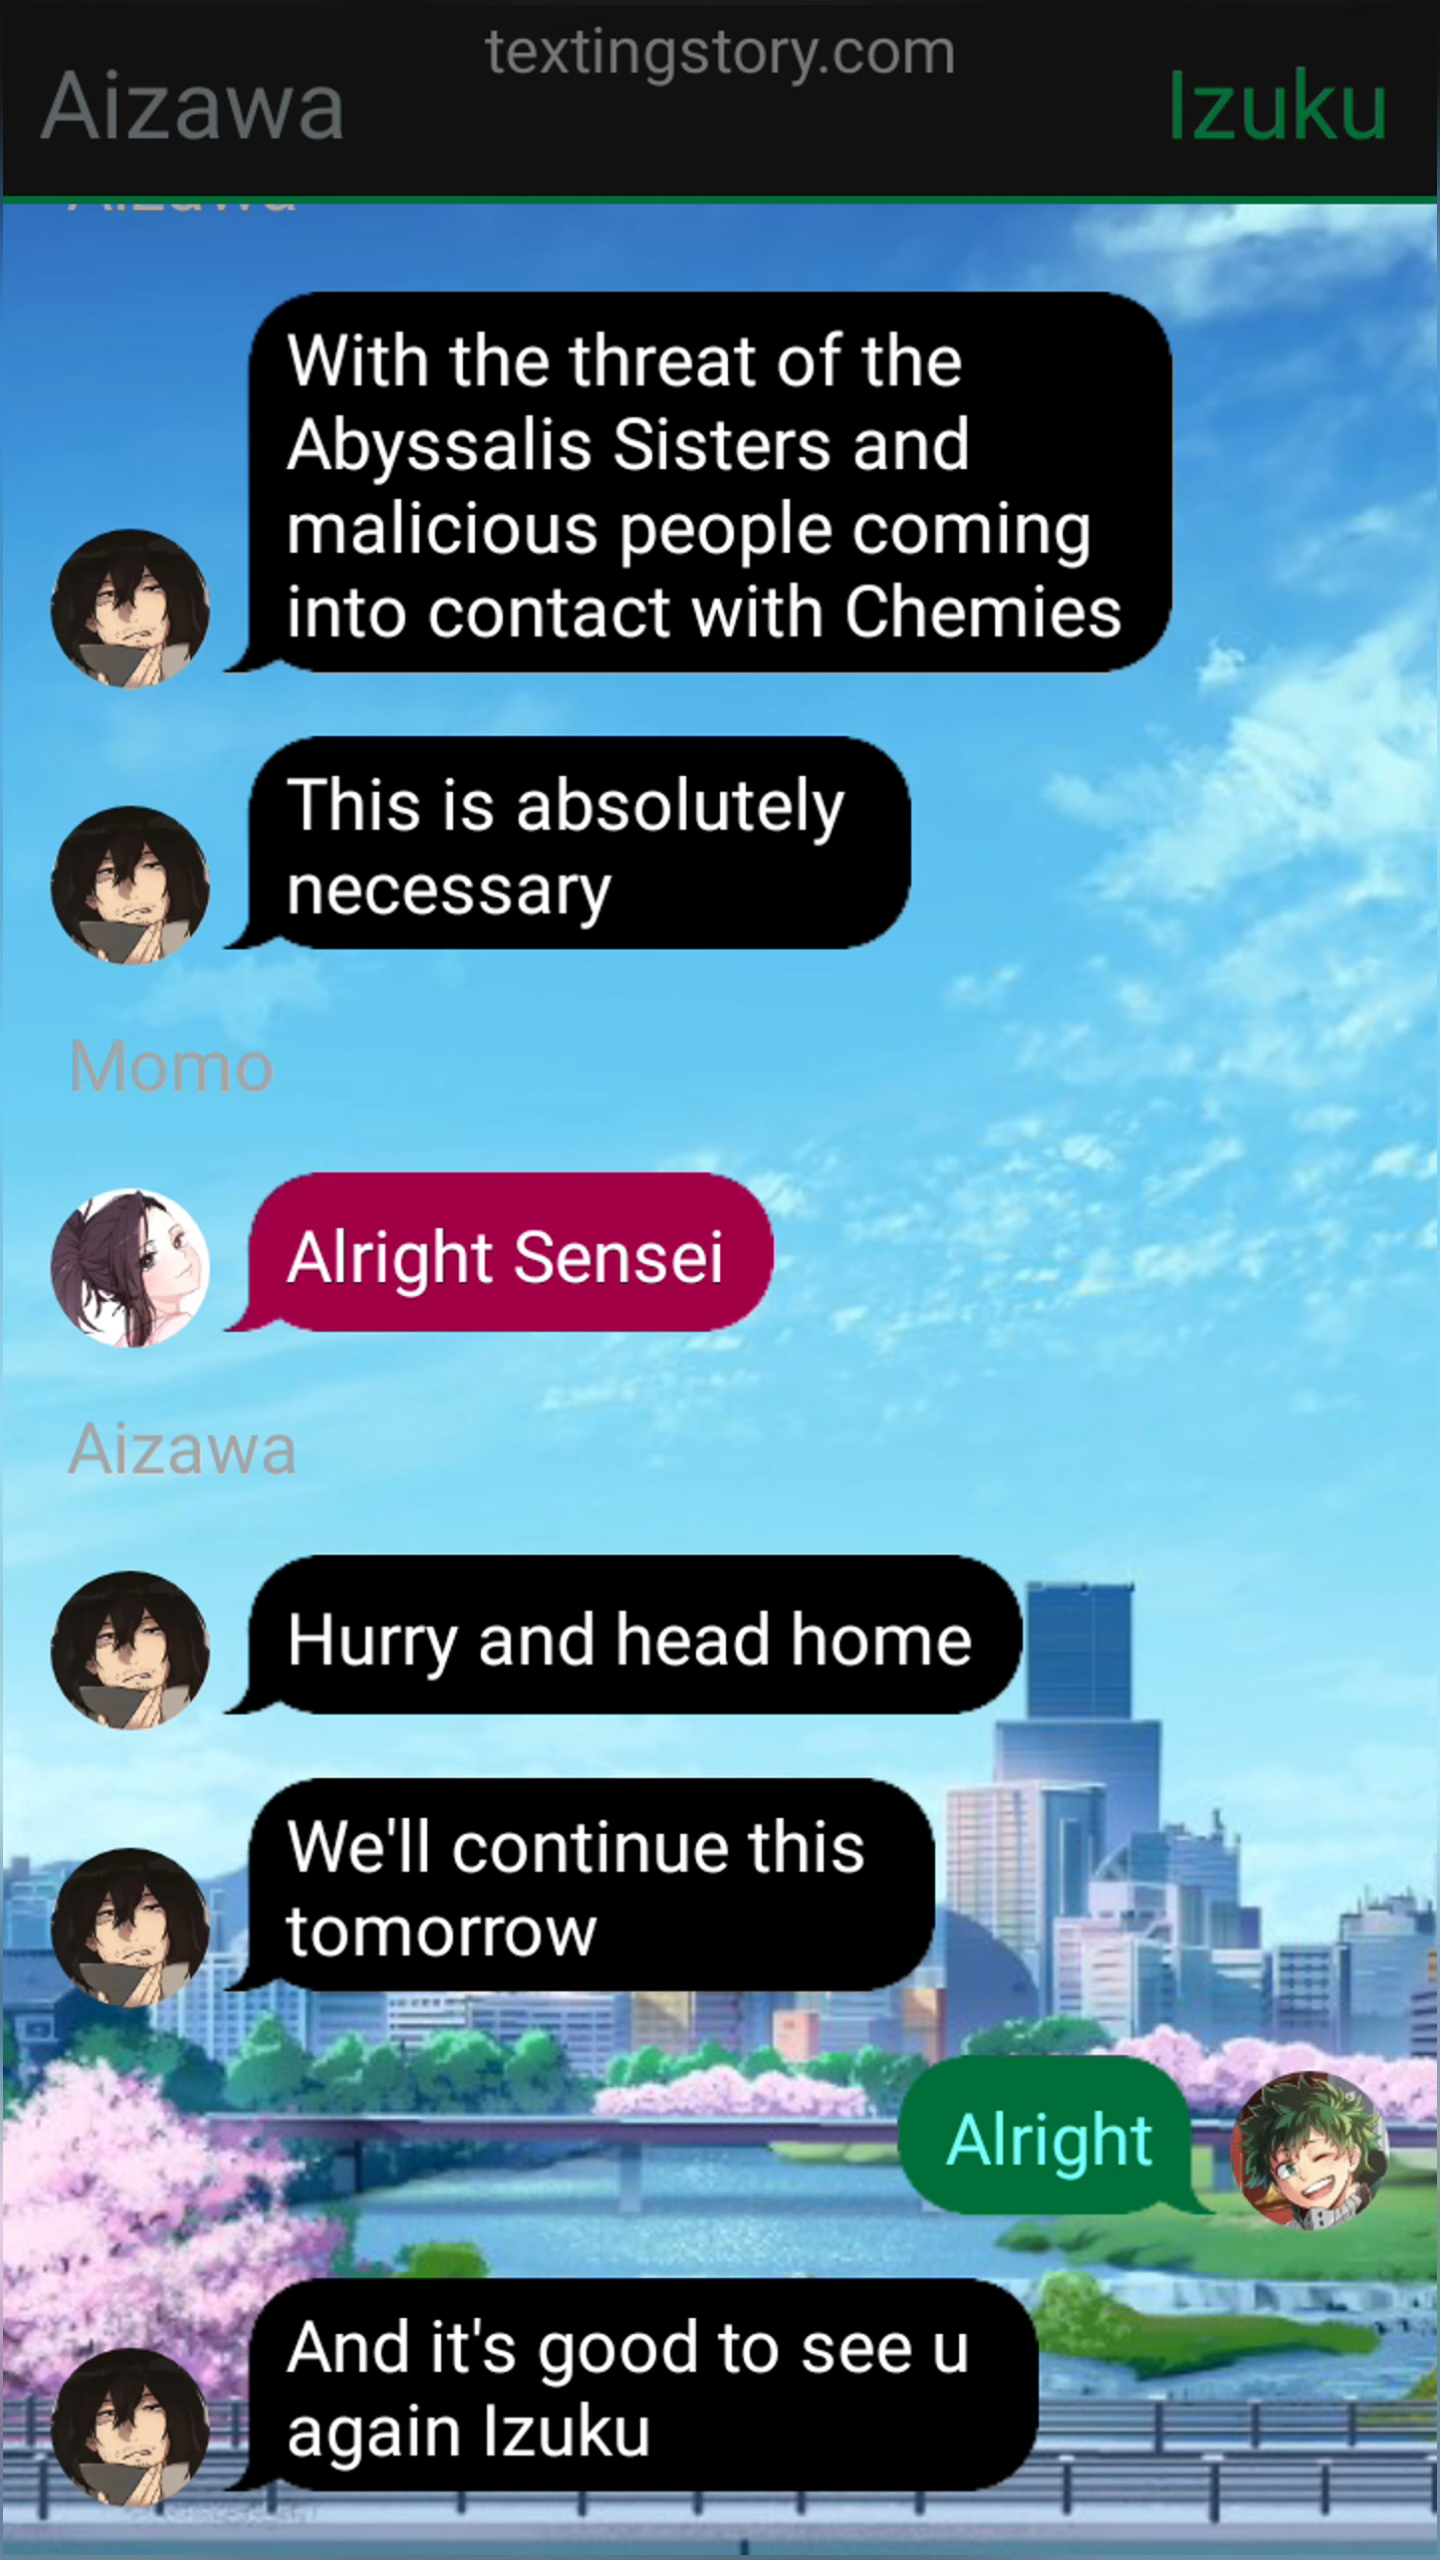 textingstory.com
Aizawa
Izuku
Aizawa
With the threat of the
Abyssalis Sisters and
malicious people coming
into contact with Chemies
This is absolutely
necessary
Momo
Alright Sensei
Aizawa
Hurry and head home
We'll continue this
tomorrow
Alright
And it's good to see u
again Izuku